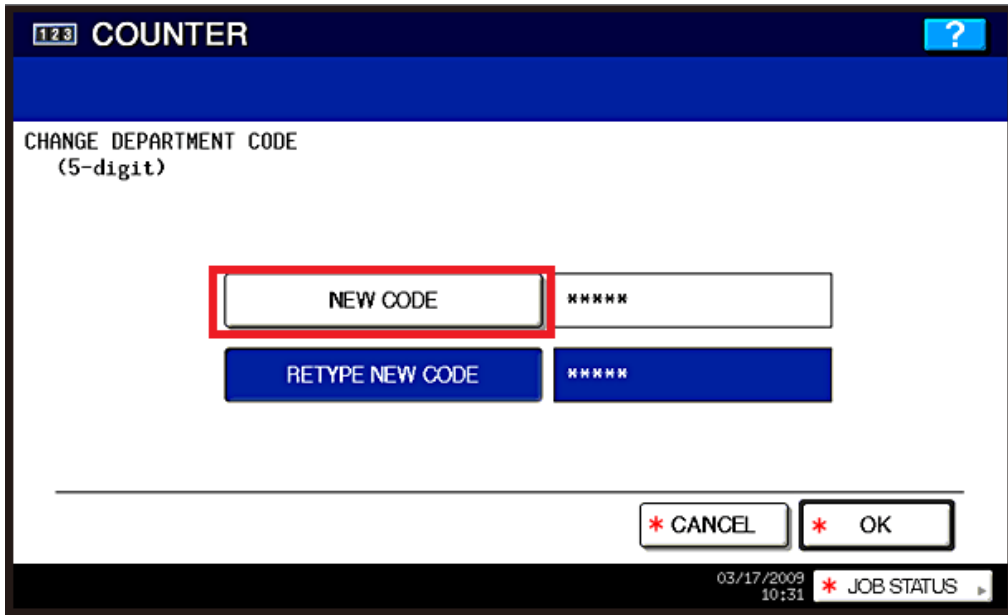 123 COUNTER
?
CHANGE DEPARTMENT CODE
(5-digit)
NEW CODE *****
RETYPE NEW CODE *****
* CANCEL * OK
03/17/2009
10:31
* JOB STATUS